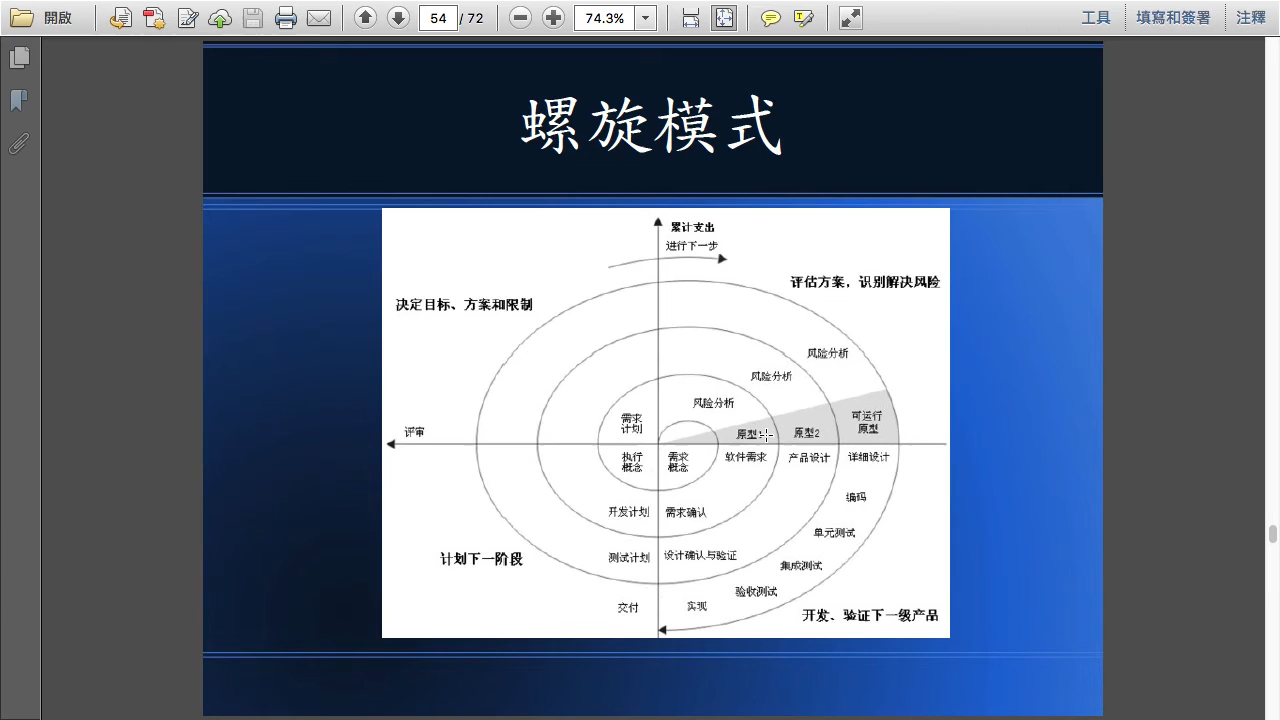 開啟
54 / 72
74.3%
工具
填寫和簽署
注釋
螺旋模式
累计支出
进行下一步
评估方案，识别解决风险
决定目标、方案和限制
风险分析
风险分析
风险分析
需求
计划
评审
原型1
原型2
可运行
原型
执行
概念
需求
概念
软件需求
产品设计
详细设计
编码
开发计划
需求确认
单元测试
计划下一阶段
测试计划
设计确认与验证
集成测试
验收测试
交付
实现
开发、验证下一级产品